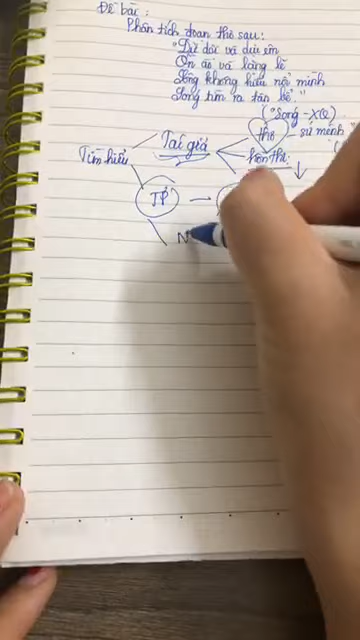 Đề bài:
Phân tích đoạn thơ sau:
"Dữ dội và dịu êm
Ồn ào và lặng lẽ
Sông không hiểu nổi mình
Sóng tìm ra tận bể."
("Sóng - XQ)
thơ - sứ mệnh
Tìm hiểu
Tác giả
hồn thơ:
TP
N